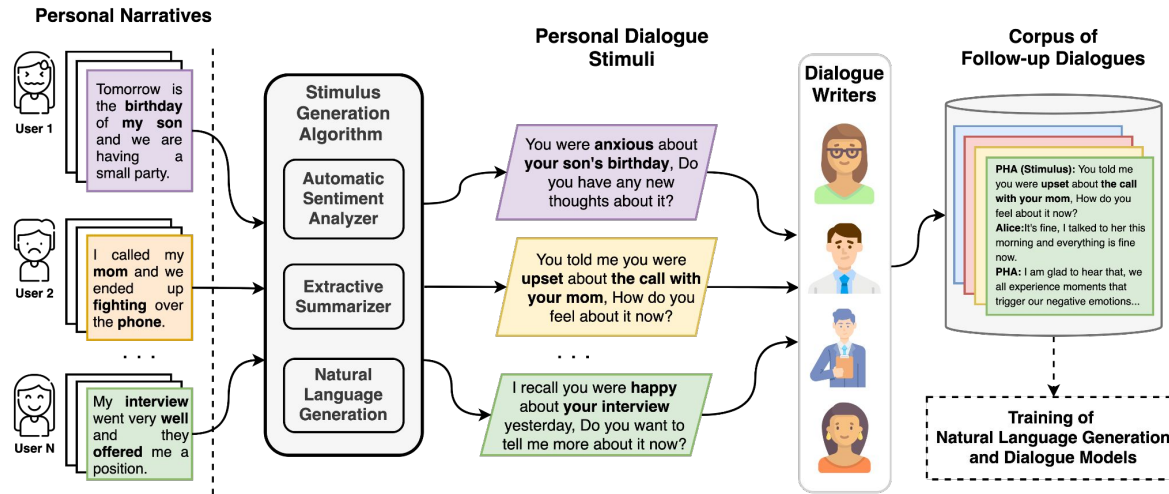 Personal Narratives
User 1
Tomorrow is
the birthday
of my son
and we are
having a
small party.
User 2
I called my
mom and we
ended up
fighting over
the phone.
. . .
User N
My interview
went very well
and they
offered me a
position.
Stimulus
Generation
Algorithm
Automatic
Sentiment
Analyzer
Extractive
Summarizer
Natural
Language
Generation
Personal Dialogue
Stimuli
You were anxious about
your son's birthday, Do
you have any new
thoughts about it?
You told me you were
upset about the call with
your mom, How do you
feel about it now?
. . .
I recall you were happy
about your interview
yesterday, Do you want to
tell me more about it now?
Dialogue
Writers
Corpus of
Follow-up Dialogues
PHA (Stimulus): You told me
you were upset about the call
with your mom, How do you
feel about it now?
Alice:It's fine, I talked to her this
morning and everything is fine
now.
PHA: I am glad to hear that, we
all experience moments that
trigger our negative emotions...
Training of
Natural Language Generation
and Dialogue Models